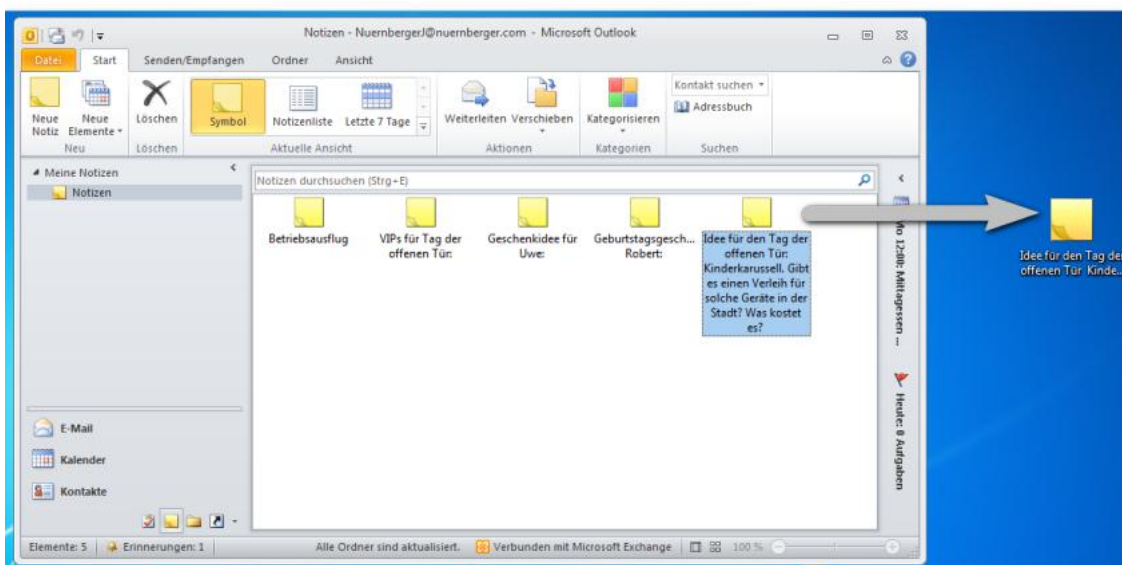 Notizen - NuernbergerJ@nuernberger.com - Microsoft Outlook
Datei Start Senden/Empfangen Ordner Ansicht
Neue Notiz
Neue Elemente
Löschen
Symbol
Notizenliste
Letzte 7 Tage
Weiterleiten
Verschieben
Kategorisieren
Kontakt suchen
Adressbuch
Neu
Löschen
Aktuelle Ansicht
Aktionen
Kategorien
Suchen
Meine Notizen
Notizen
Notizen durchsuchen (Strg+E)
Betriebsausflug
VIPs für Tag der
offenen Tür:
Geschenkidee für
Uwe:
Geburtstagsgesch...
Robert:
Idee für den Tag der
offenen Tür:
Kinderkarussell. Gibt
es einen Verleih für
solche Geräte in der
Stadt? Was kostet
es?
Mo 12:00: Mittagessen ...
Heute: 0 Aufgaben
Idee für den Tag der
offenen Tür Kinde...
E-Mail
Kalender
Kontakte
Elemente: 5 Erinnerungen: 1 Alle Ordner sind aktualisiert. Verbunden mit Microsoft Exchange 100 %